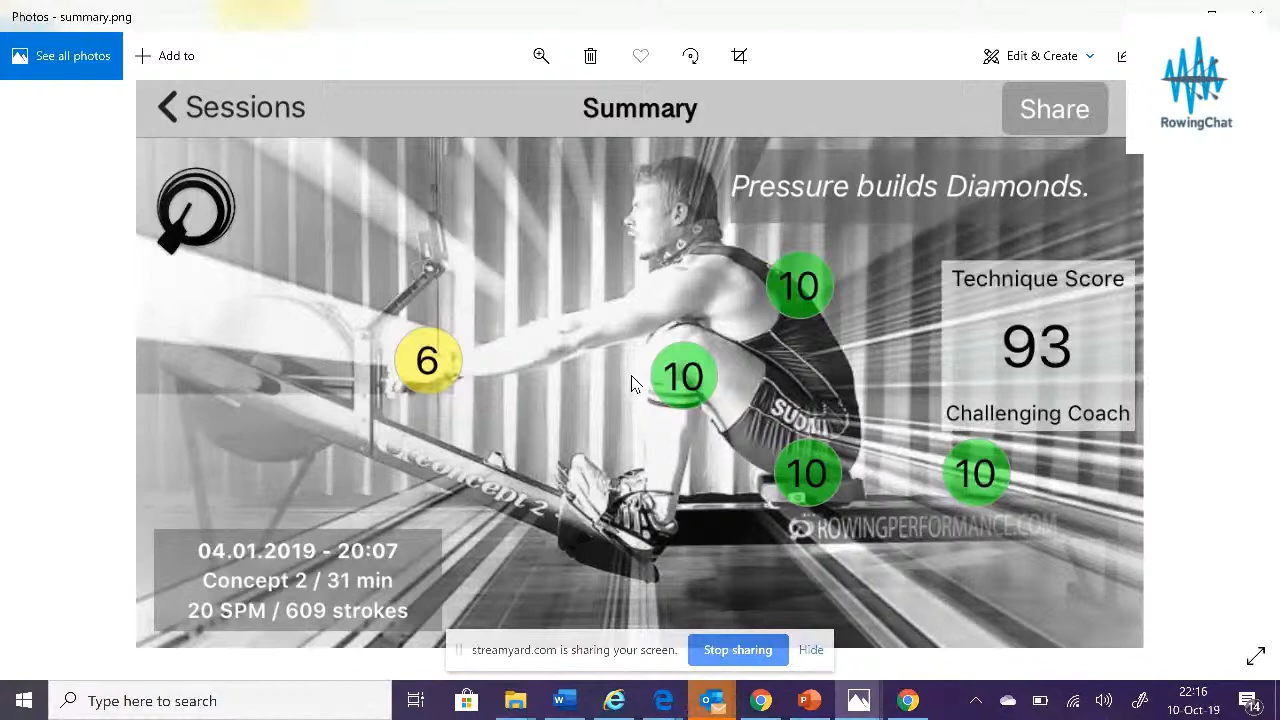 Photos - summary.png
See all photos
Add to
Edit & Create
RowingChat
Sessions
Summary
Share
Pressure builds Diamonds.
10
Technique Score
93
6
10
Challenging Coach
SUOMI
10
10
concept 2
ROWINGPERFORMANCE.COM
04.01.2019 - 20:07
Concept 2 / 31 min
20 SPM / 609 strokes
streamyard.com is sharing your screen.
Stop sharing
Hide
Type here to search
22:16
10-Oct-19
14